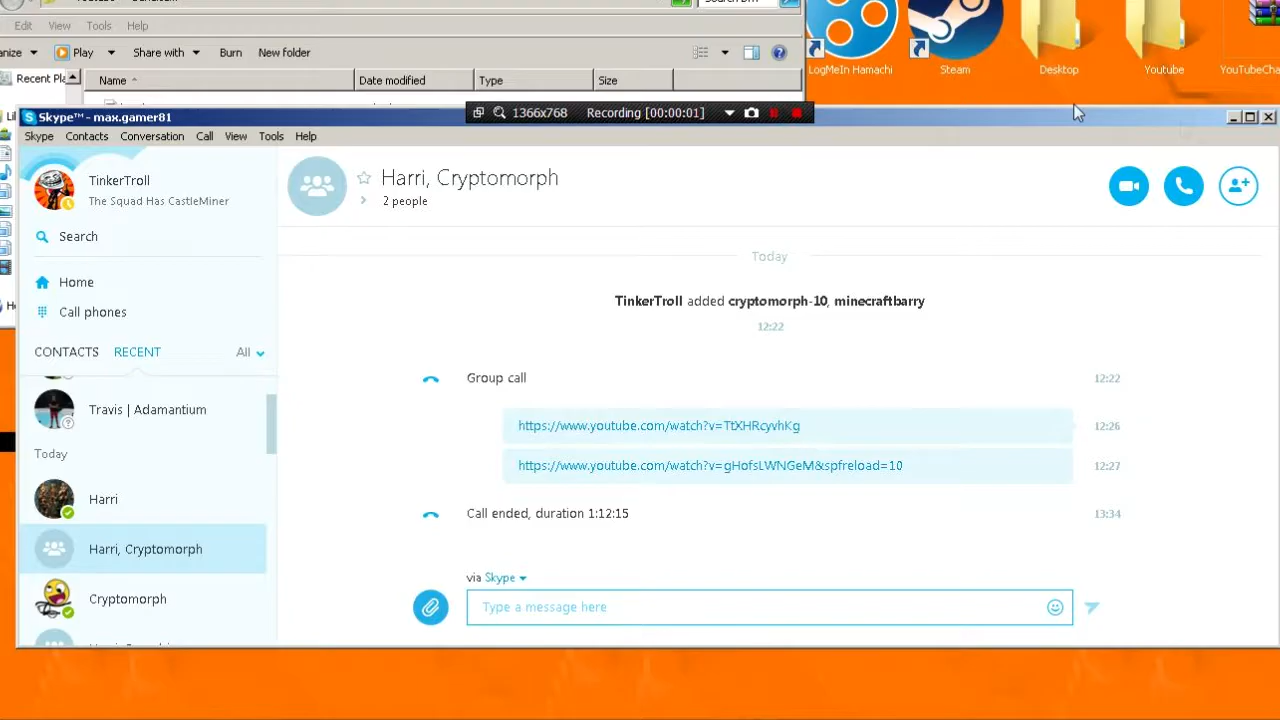 Edit View Tools Help
Play Share with Burn New folder
Recent
Name Date modified Type Size
LogMeIn Hamachi
Steam
Desktop
Youtube
1366x768 Recording [00:00:01]
Skype™ - max.gamer81
Skype Contacts Conversation Call View Tools Help
TinkerTroll
The Squad Has CastleMiner
Search
Home
Call phones
CONTACTS RECENT All
Travis | Adamantium
Today
Harri
Harri, Cryptomorph
Cryptomorph
Harri, Cryptomorph
2 people
Today
TinkerTroll added cryptomorph-10, minecraftbarry
12:22
Group call 12:22
https://www.youtube.com/watch?v=TtXHRcyvhKg 12:26
https://www.youtube.com/watch?v=gHofsLWNGeM&spfreload=10 12:27
Call ended, duration 1:12:15 13:34
via Skype
Type a message here